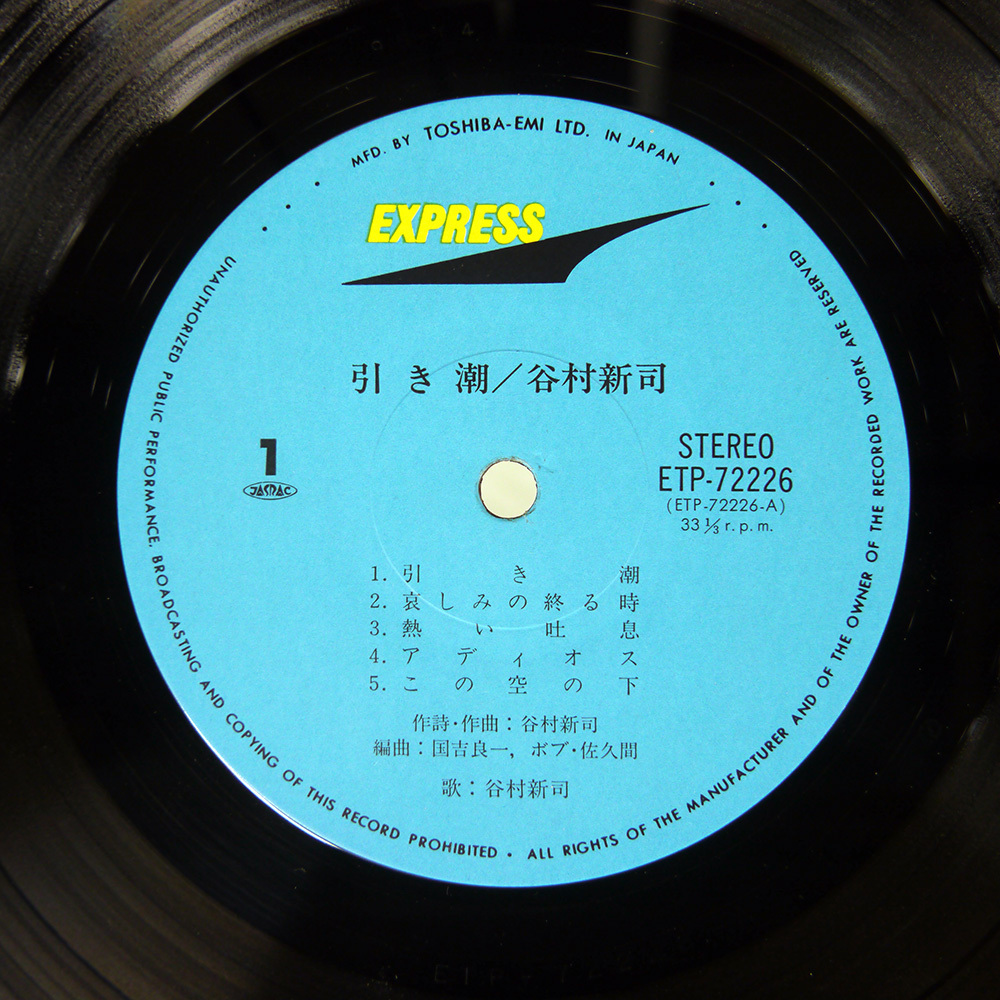 MFD. BY TOSHIBA-EMI LTD. IN JAPAN
EXPRESS
引き潮／谷村新司
1
JASRAC
STEREO
ETP-72226
(ETP-72226-A)
33 1/3 r.p.m.
1. 引き潮
2. 哀しみの終る時
3. 熱い吐息
4. アディオス
5. この空の下
作詩・作曲：谷村新司
編曲：国吉良一，ボブ・佐久間
歌：谷村新司
UNAUTHORIZED PUBLIC PERFORMANCE, BROADCASTING AND COPYING OF THIS RECORD PROHIBITED • ALL RIGHTS OF THE MANUFACTURER AND OF THE OWNER OF THE RECORDED WORK ARE RESERVED